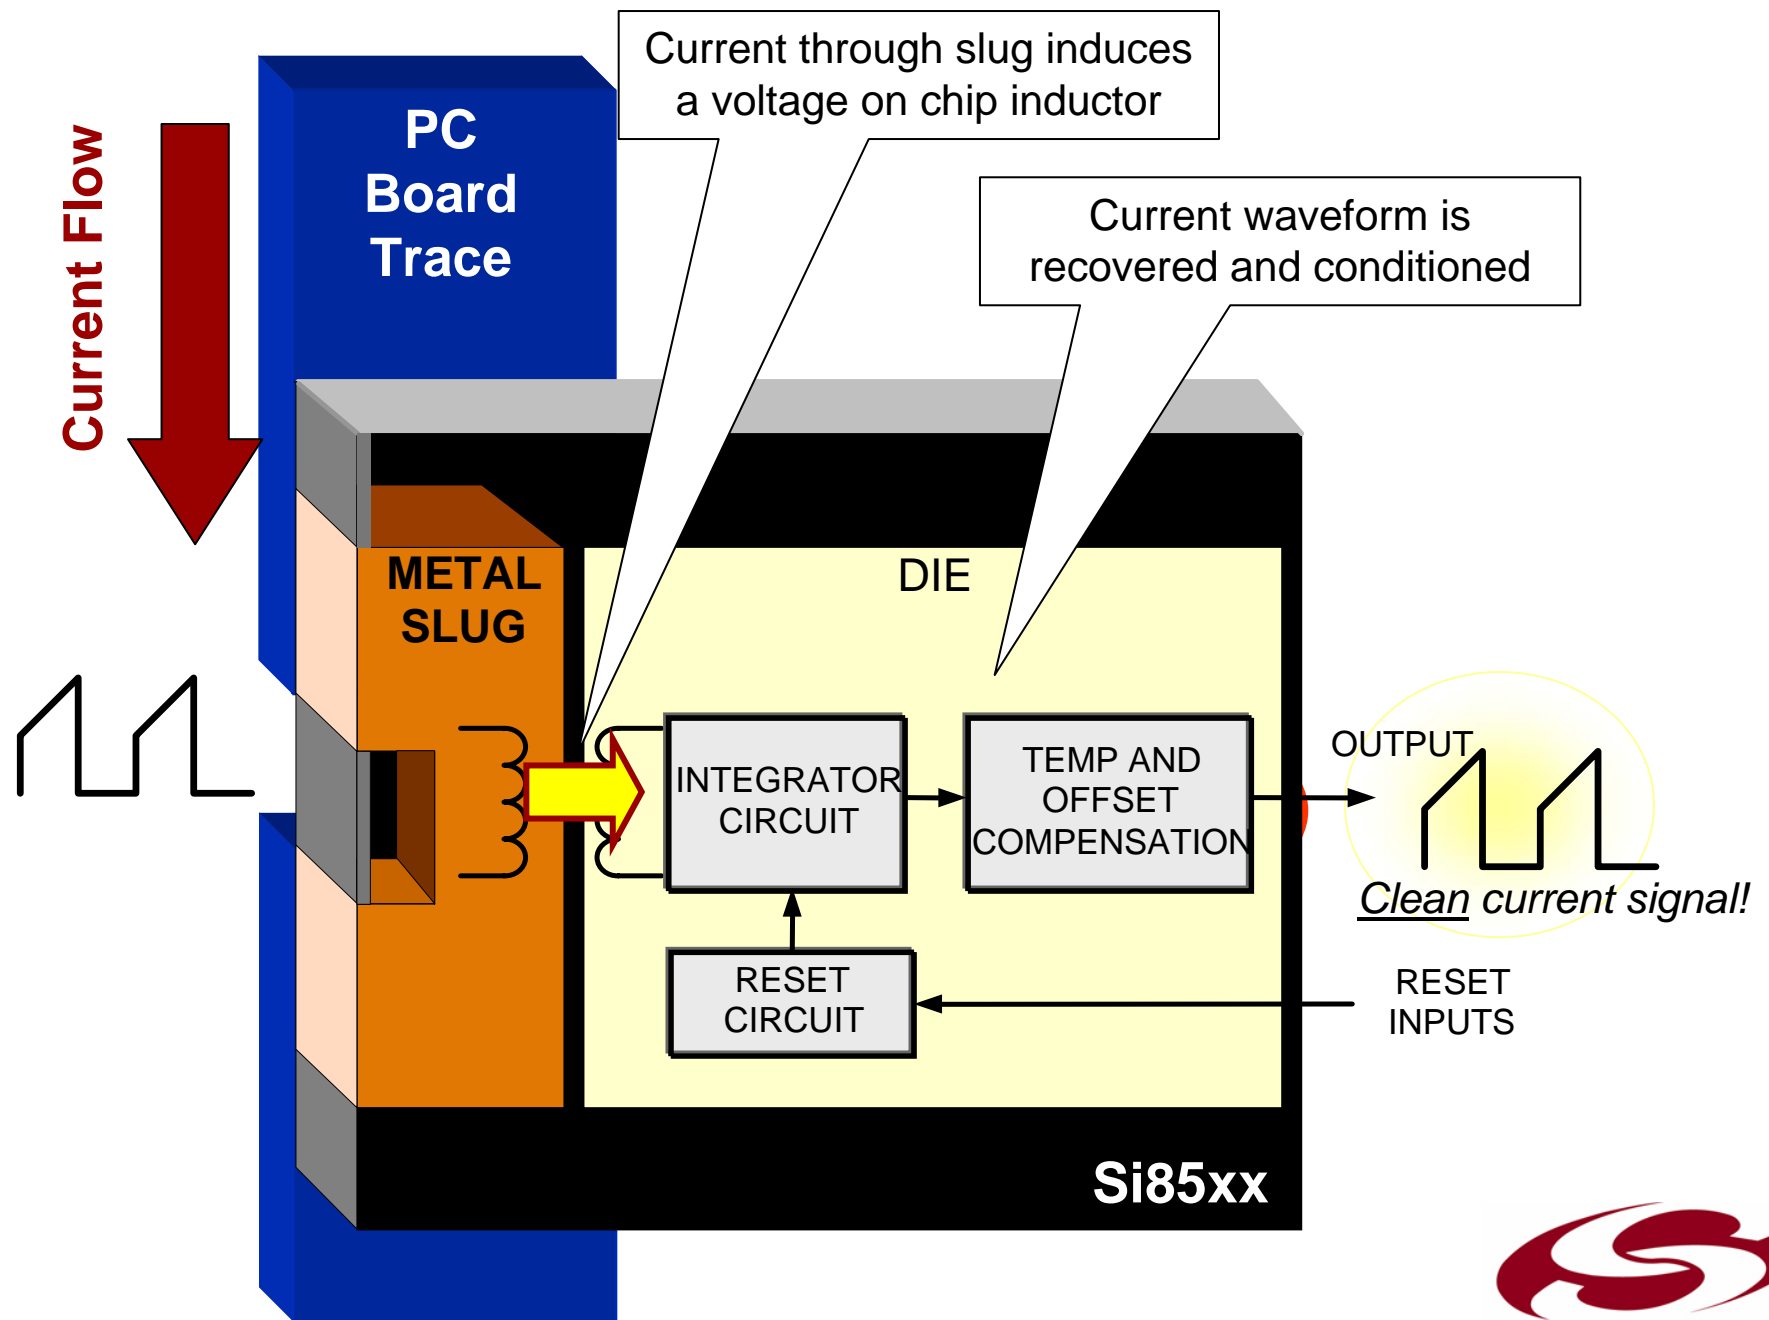 Current through slug induces
a voltage on chip inductor
PC
Board
Trace
Current Flow
Current waveform is
recovered and conditioned
METAL
SLUG
DIE
INTEGRATOR
CIRCUIT
TEMP AND
OFFSET
COMPENSATION
OUTPUT
Clean current signal!
RESET
CIRCUIT
RESET
INPUTS
Si85xx